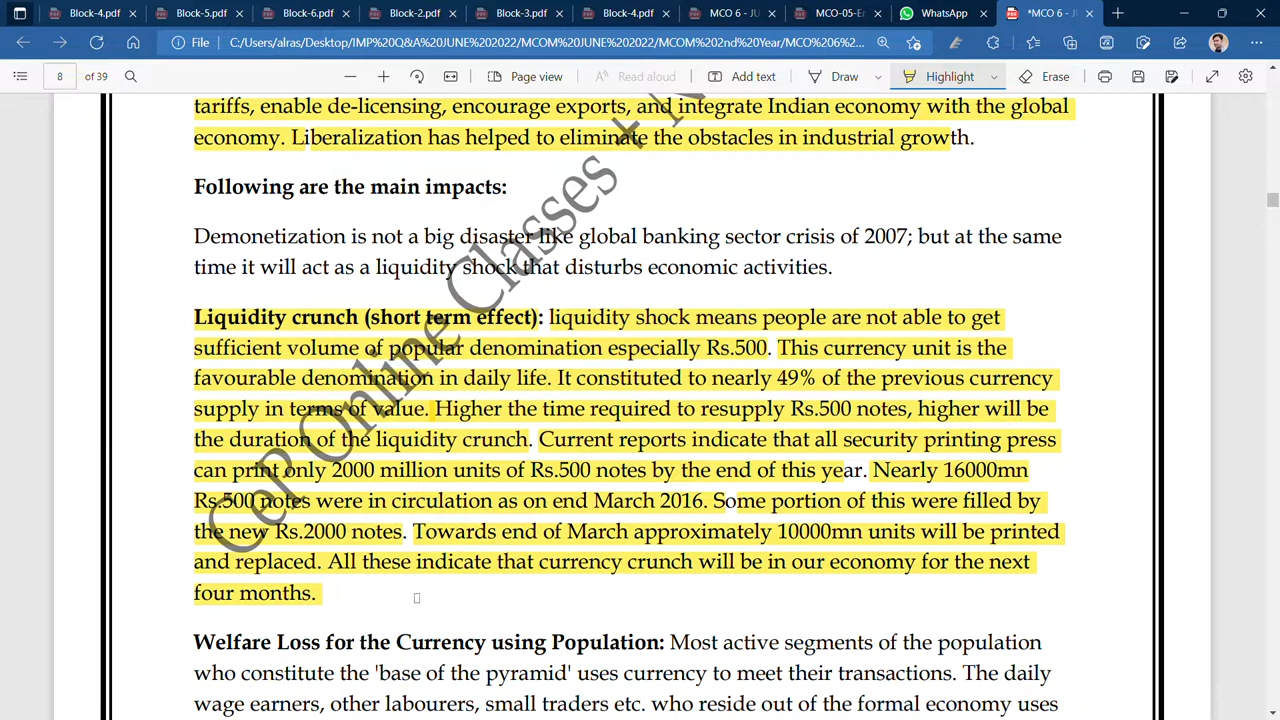 Block-4.pdf Block-5.pdf Block-6.pdf Block-2.pdf Block-3.pdf Block-4.pdf MCO 6 - JU MCO-05-E WhatsApp *MCO 6 - J
File C:/Users/alras/Desktop/IMP%20Q&A%20JUNE%202022/MCOM%20JUNE%202022/MCOM%202nd%20Year/MCO%206%2...
8 of 39 Page view Read aloud Add text Draw Highlight Erase
tariffs, enable de-licensing, encourage exports, and integrate Indian economy with the global
economy. Liberalization has helped to eliminate the obstacles in industrial growth.
Following are the main impacts:
Demonetization is not a big disaster like global banking sector crisis of 2007; but at the same
time it will act as a liquidity shock that disturbs economic activities.
Liquidity crunch (short term effect): liquidity shock means people are not able to get
sufficient volume of popular denomination especially Rs.500. This currency unit is the
favourable denomination in daily life. It constituted to nearly 49% of the previous currency
supply in terms of value. Higher the time required to resupply Rs.500 notes, higher will be
the duration of the liquidity crunch. Current reports indicate that all security printing press
can print only 2000 million units of Rs.500 notes by the end of this year. Nearly 16000mn
Rs.500 notes were in circulation as on end March 2016. Some portion of this were filled by
the new Rs.2000 notes. Towards end of March approximately 10000mn units will be printed
and replaced. All these indicate that currency crunch will be in our economy for the next
four months.
Welfare Loss for the Currency using Population: Most active segments of the population
who constitute the 'base of the pyramid' uses currency to meet their transactions. The daily
wage earners, other labourers, small traders etc. who reside out of the formal economy uses
CeR Online Classes + N